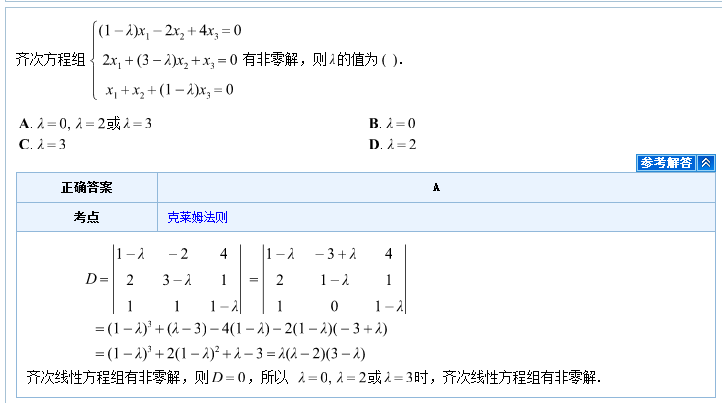 齐次方程组 { (1−λ)x₁−2x₂+4x₃=0
2x₁+(3−λ)x₂+x₃=0 有非零解，则λ的值为 ( ).
x₁+x₂+(1−λ)x₃=0
A. λ=0, λ=2或λ=3 B. λ=0
C. λ=3 D. λ=2
参考解答
正确答案 A
考点 克莱姆法则
D= |1−λ −2 4| = |1−λ −3+λ 4|
|2 3−λ 1| |2 1−λ 1|
|1 1 1−λ| |1 0 1−λ|
=(1−λ)³+(λ−3)−4(1−λ)−2(1−λ)(−3+λ)
=(1−λ)³+2(1−λ)²+λ−3=λ(λ−2)(3−λ)
齐次线性方程组有非零解，则D=0，所以 λ=0, λ=2或λ=3时，齐次线性方程组有非零解.